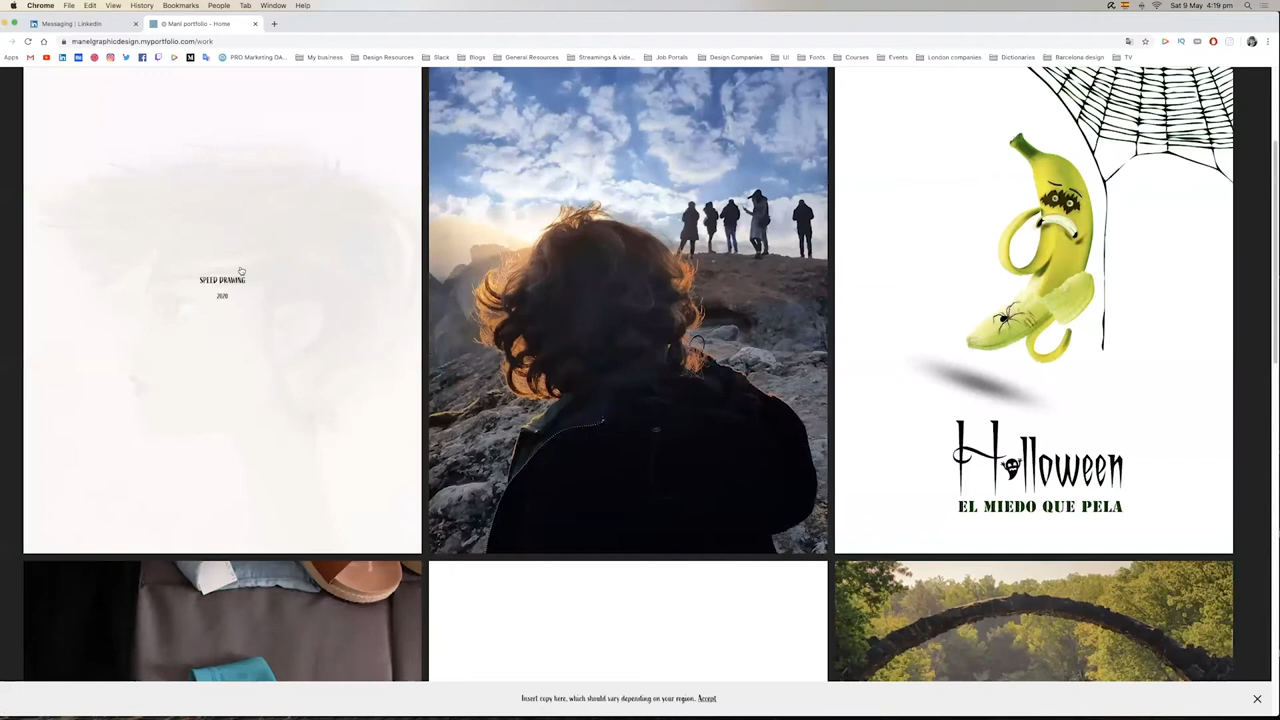 Chrome File Edit View History Bookmarks People Tab Window Help
Sat 9 May 4:19 pm
Messaging | LinkedIn
© Mani portfolio - Home
manelgraphicdesign.myportfolio.com/work
Apps
PRO Marketing OA...
My business
Design Resources
Slack
Blogs
General Resources
Streamings & vide...
Job Portals
Design Companies
UI
Fonts
Courses
Events
London companies
Dictionaries
Barcelona design
TV
SPEED DRAWING
2020
Halloween
EL MIEDO QUE PELA
Insert copy here, which should vary depending on your region. Accept